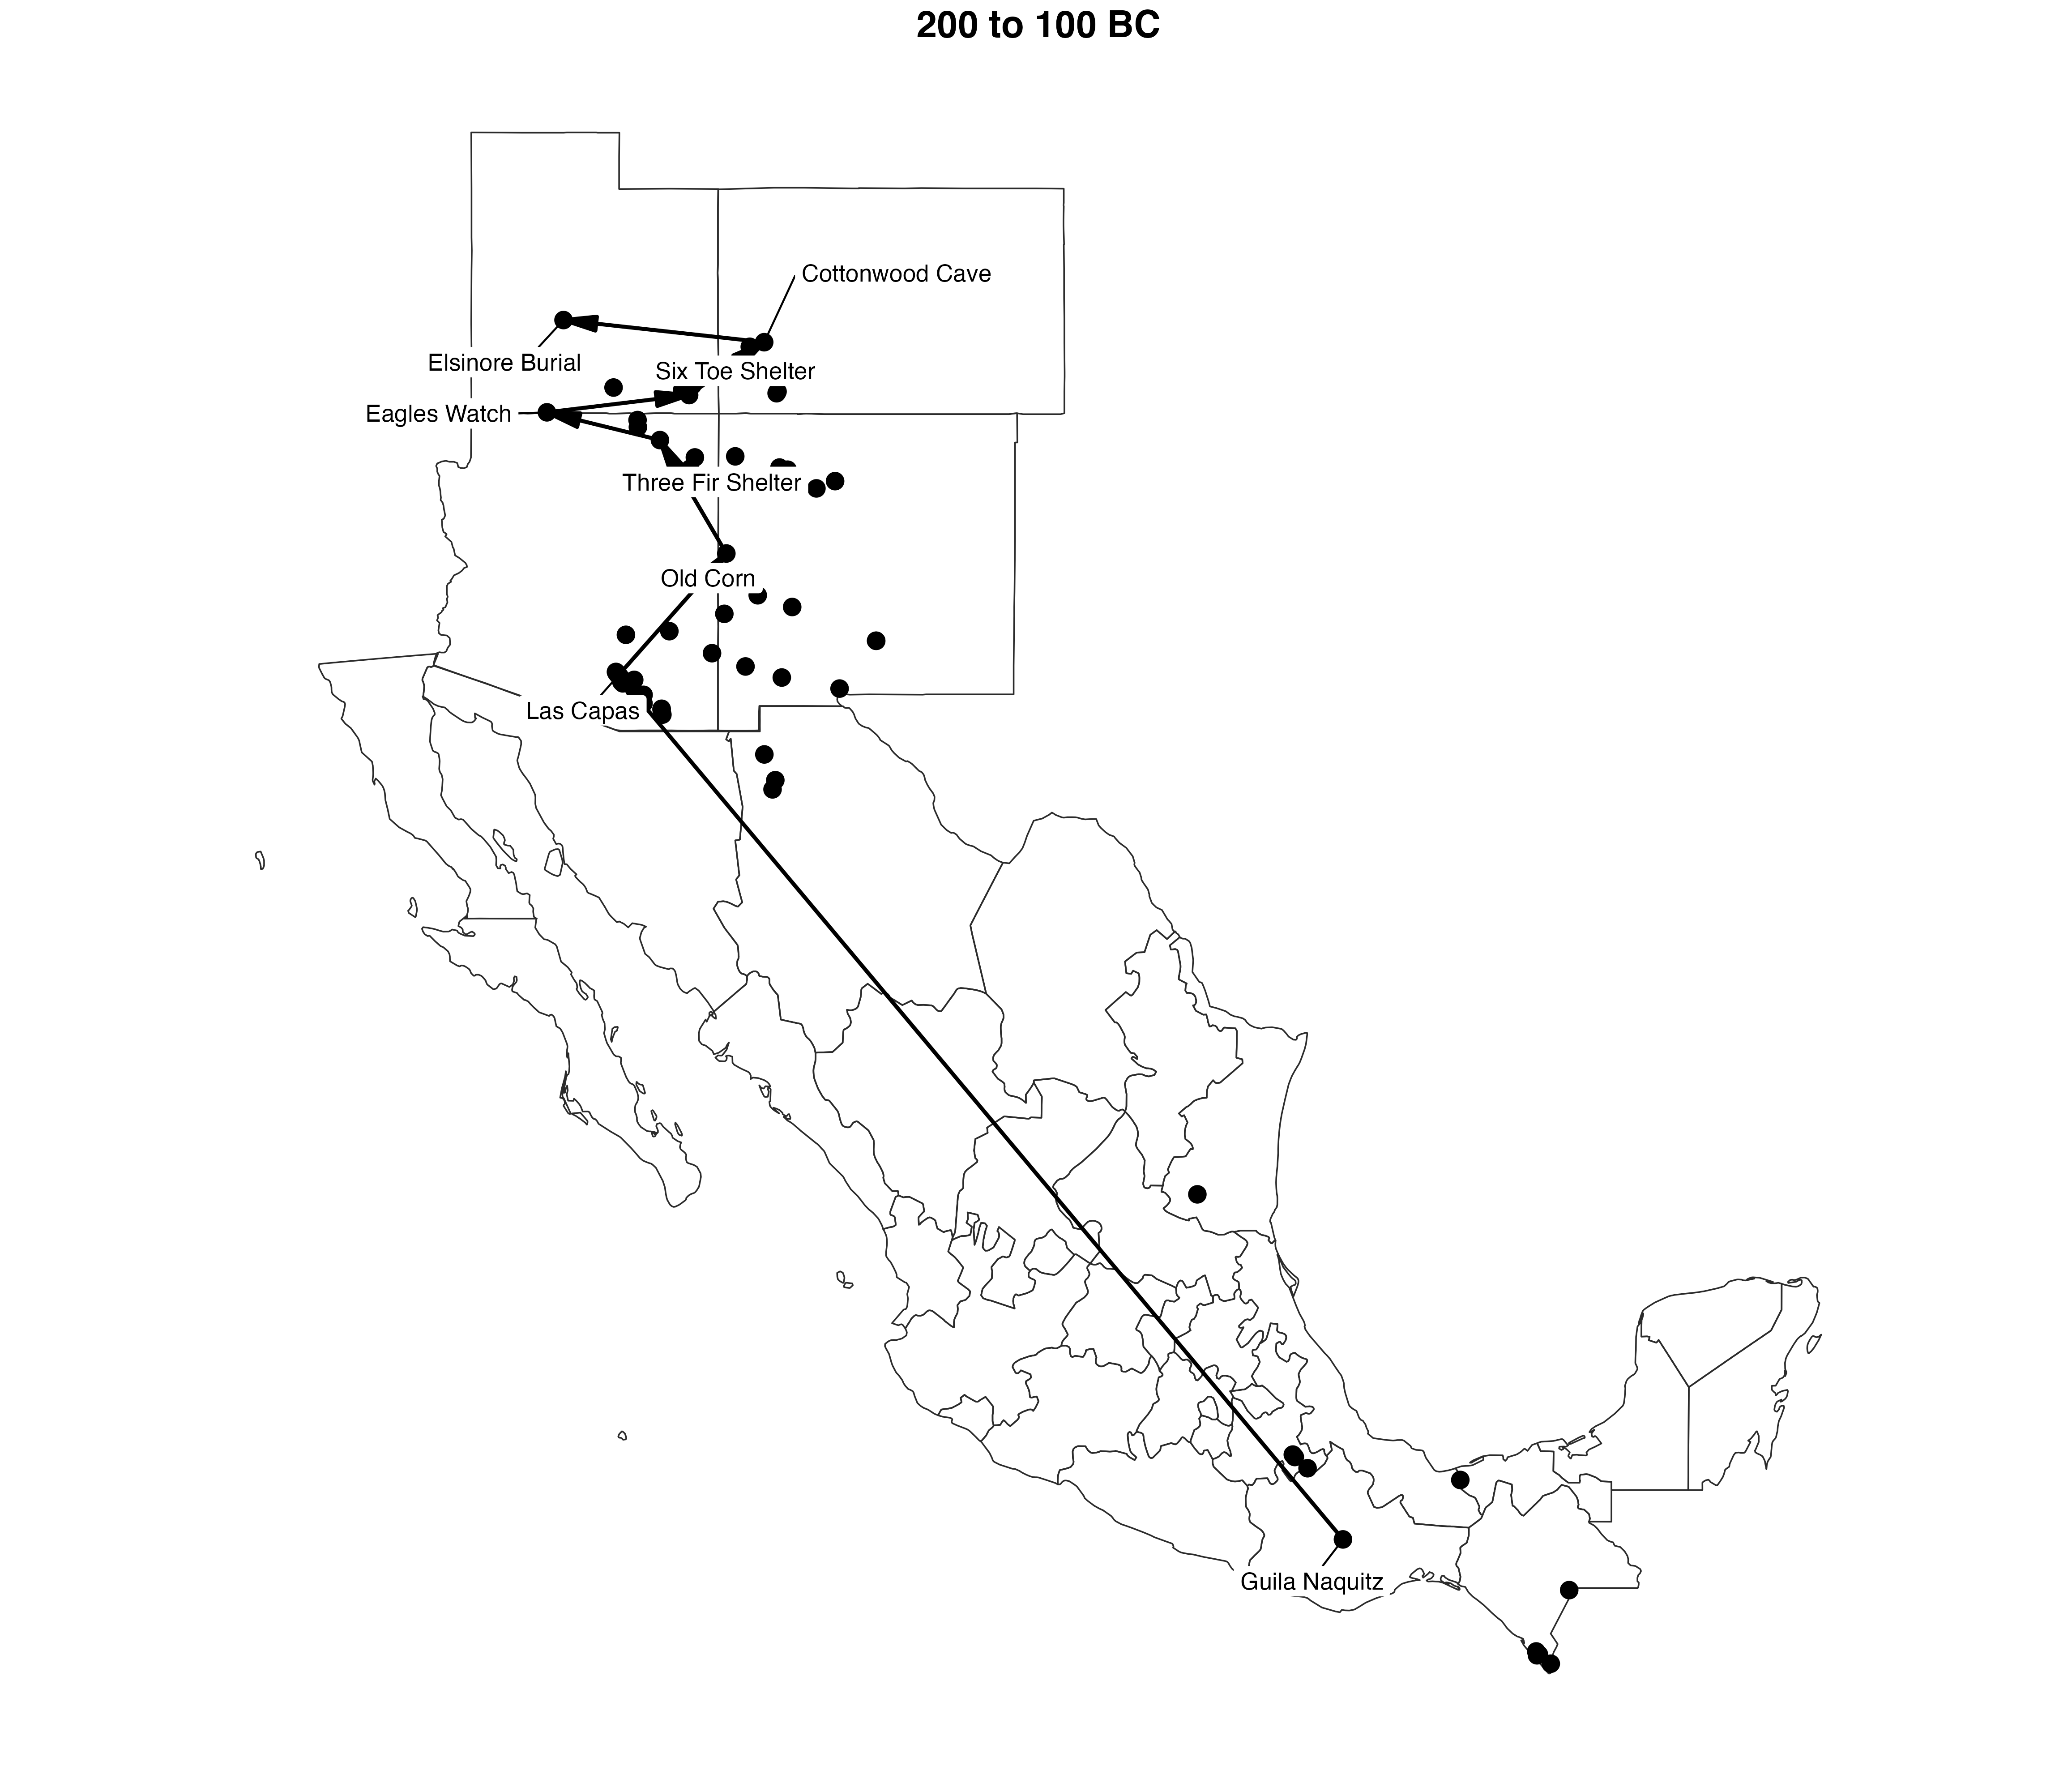 200 to 100 BC
Cottonwood Cave
Elsinore Burial
Six Toe Shelter
Eagles Watch
Three Fir Shelter
Old Corn
Las Capas
Guila Naquitz